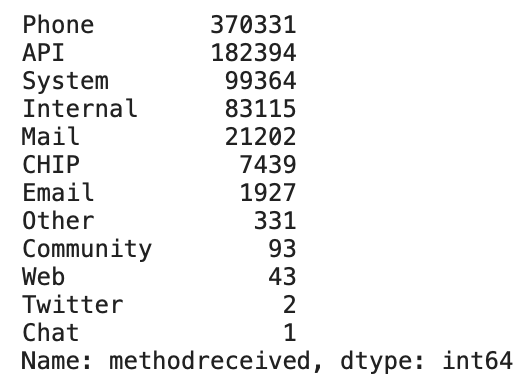 Phone 370331
API 182394
System 99364
Internal 83115
Mail 21202
CHIP 7439
Email 1927
Other 331
Community 93
Web 43
Twitter 2
Chat 1
Name: methodreceived, dtype: int64